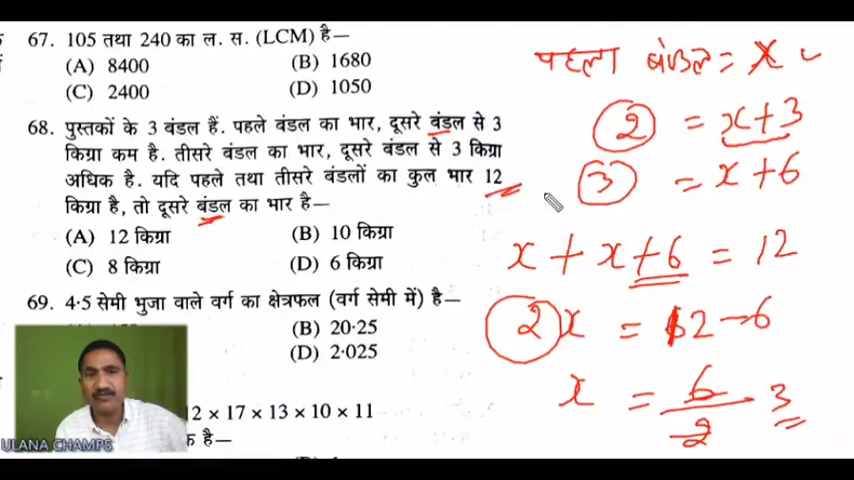 67. 105 तथा 240 का ल. स. (LCM) है—
(A) 8400 (B) 1680
(C) 2400 (D) 1050
68. पुस्तकों के 3 बंडल हैं. पहले बंडल का भार, दूसरे बंडल से 3
किग्रा कम है. तीसरे बंडल का भार, दूसरे बंडल से 3 किग्रा
अधिक है. यदि पहले तथा तीसरे बंडलों का कुल भार 12
किग्रा है, तो दूसरे बंडल का भार है—
(A) 12 किग्रा (B) 10 किग्रा
(C) 8 किग्रा (D) 6 किग्रा
69. 4·5 सेमी भुजा वाले वर्ग का क्षेत्रफल (वर्ग सेमी में) है—
(B) 20·25
(D) 2·025
12 × 17 × 13 × 10 × 11
है—
ULANA CHAMPS
पहला बंडल = x
2 = x + 3
3 = x + 6
x + x + 6 = 12
2x = 12 - 6
x = 6/2 3